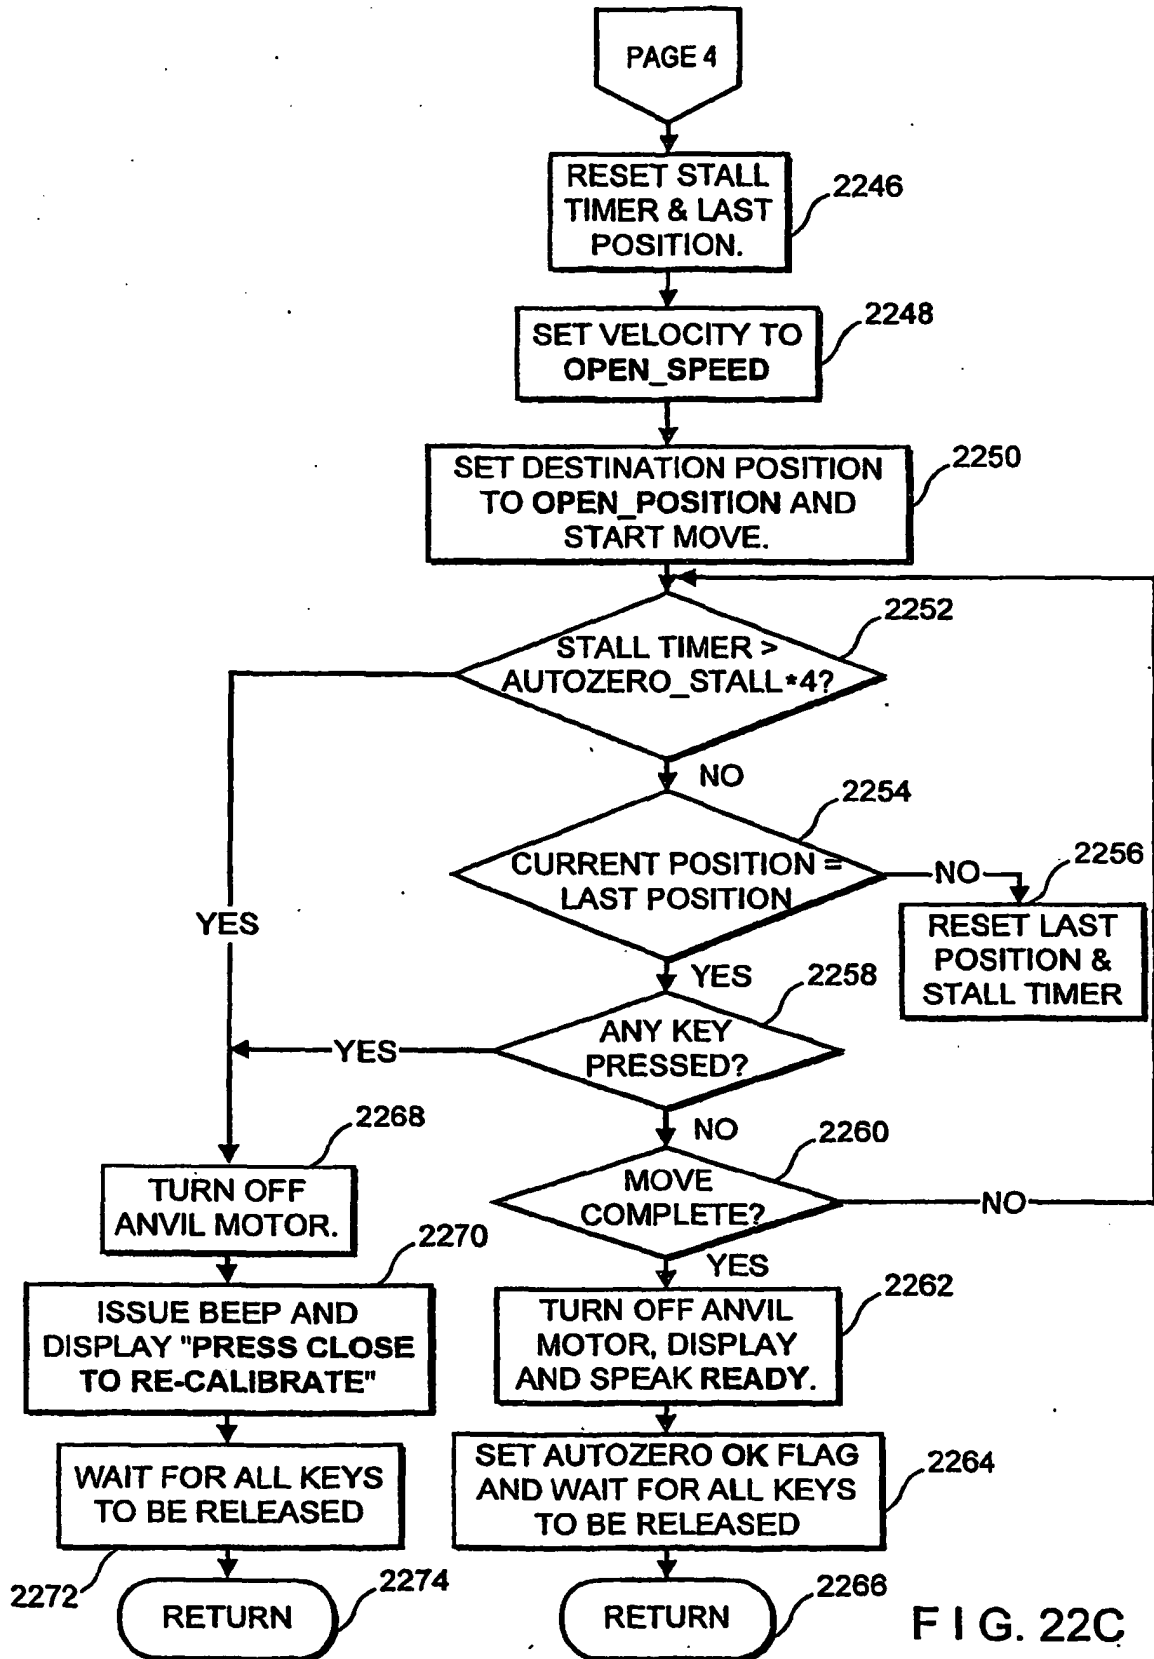 PAGE 4
RESET STALL
TIMER & LAST
POSITION.
2246
SET VELOCITY TO
OPEN_SPEED
2248
SET DESTINATION POSITION
TO OPEN_POSITION AND
START MOVE.
2250
STALL TIMER >
AUTOZERO_STALL*4?
2252
YES
NO
CURRENT POSITION =
LAST POSITION
2254
NO
RESET LAST
POSITION &
STALL TIMER
2256
YES
ANY KEY
PRESSED?
2258
YES
NO
MOVE
COMPLETE?
2260
NO
YES
TURN OFF
ANVIL MOTOR.
2268
ISSUE BEEP AND
DISPLAY "PRESS CLOSE
TO RE-CALIBRATE"
2270
WAIT FOR ALL KEYS
TO BE RELEASED
2272
RETURN
2274
TURN OFF ANVIL
MOTOR, DISPLAY
AND SPEAK READY.
2262
SET AUTOZERO OK FLAG
AND WAIT FOR ALL KEYS
TO BE RELEASED
2264
RETURN
2266
FIG. 22C